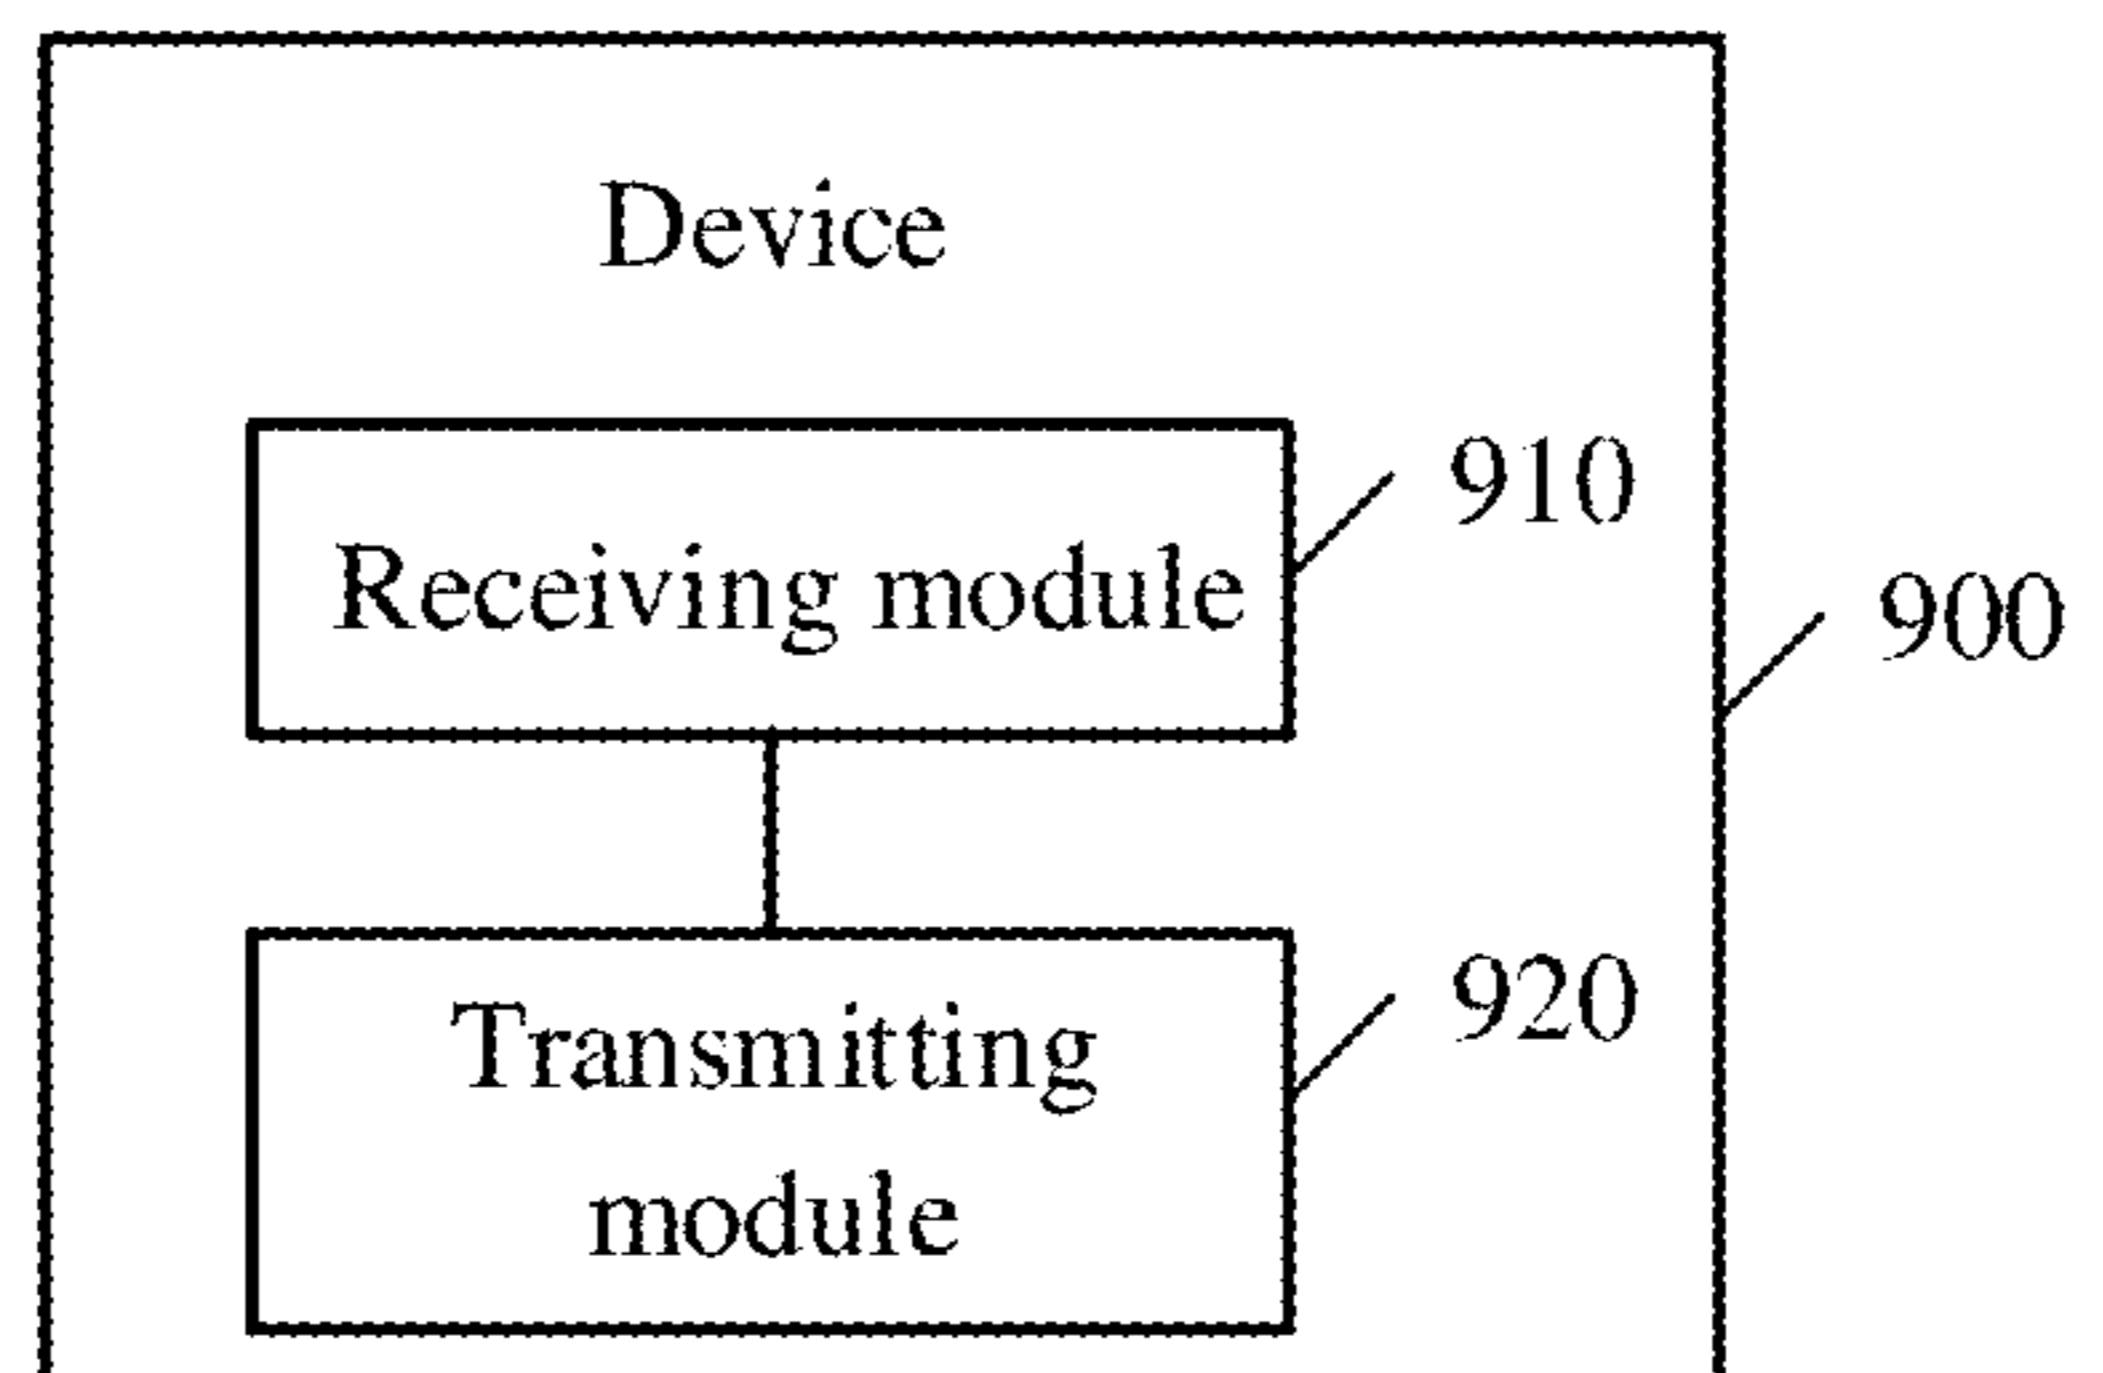 Device
910
Receiving module
900
920
Transmitting
module